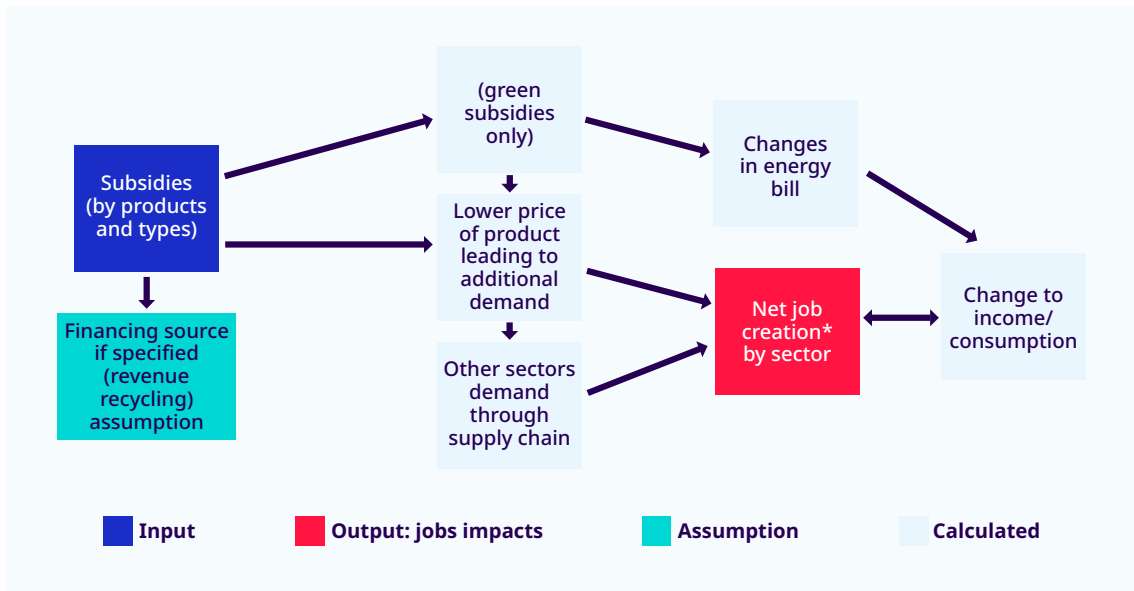 (green
subsidies
only)
Changes
in energy
bill
Subsidies
(by products
and types)
Lower price
of product
leading to
additional
demand
Change to
income/
consumption
Net job
creation*
by sector
Financing source
if specified
(revenue
recycling)
assumption
Other sectors
demand
through
supply chain
Input
Output: jobs impacts
Assumption
Calculated